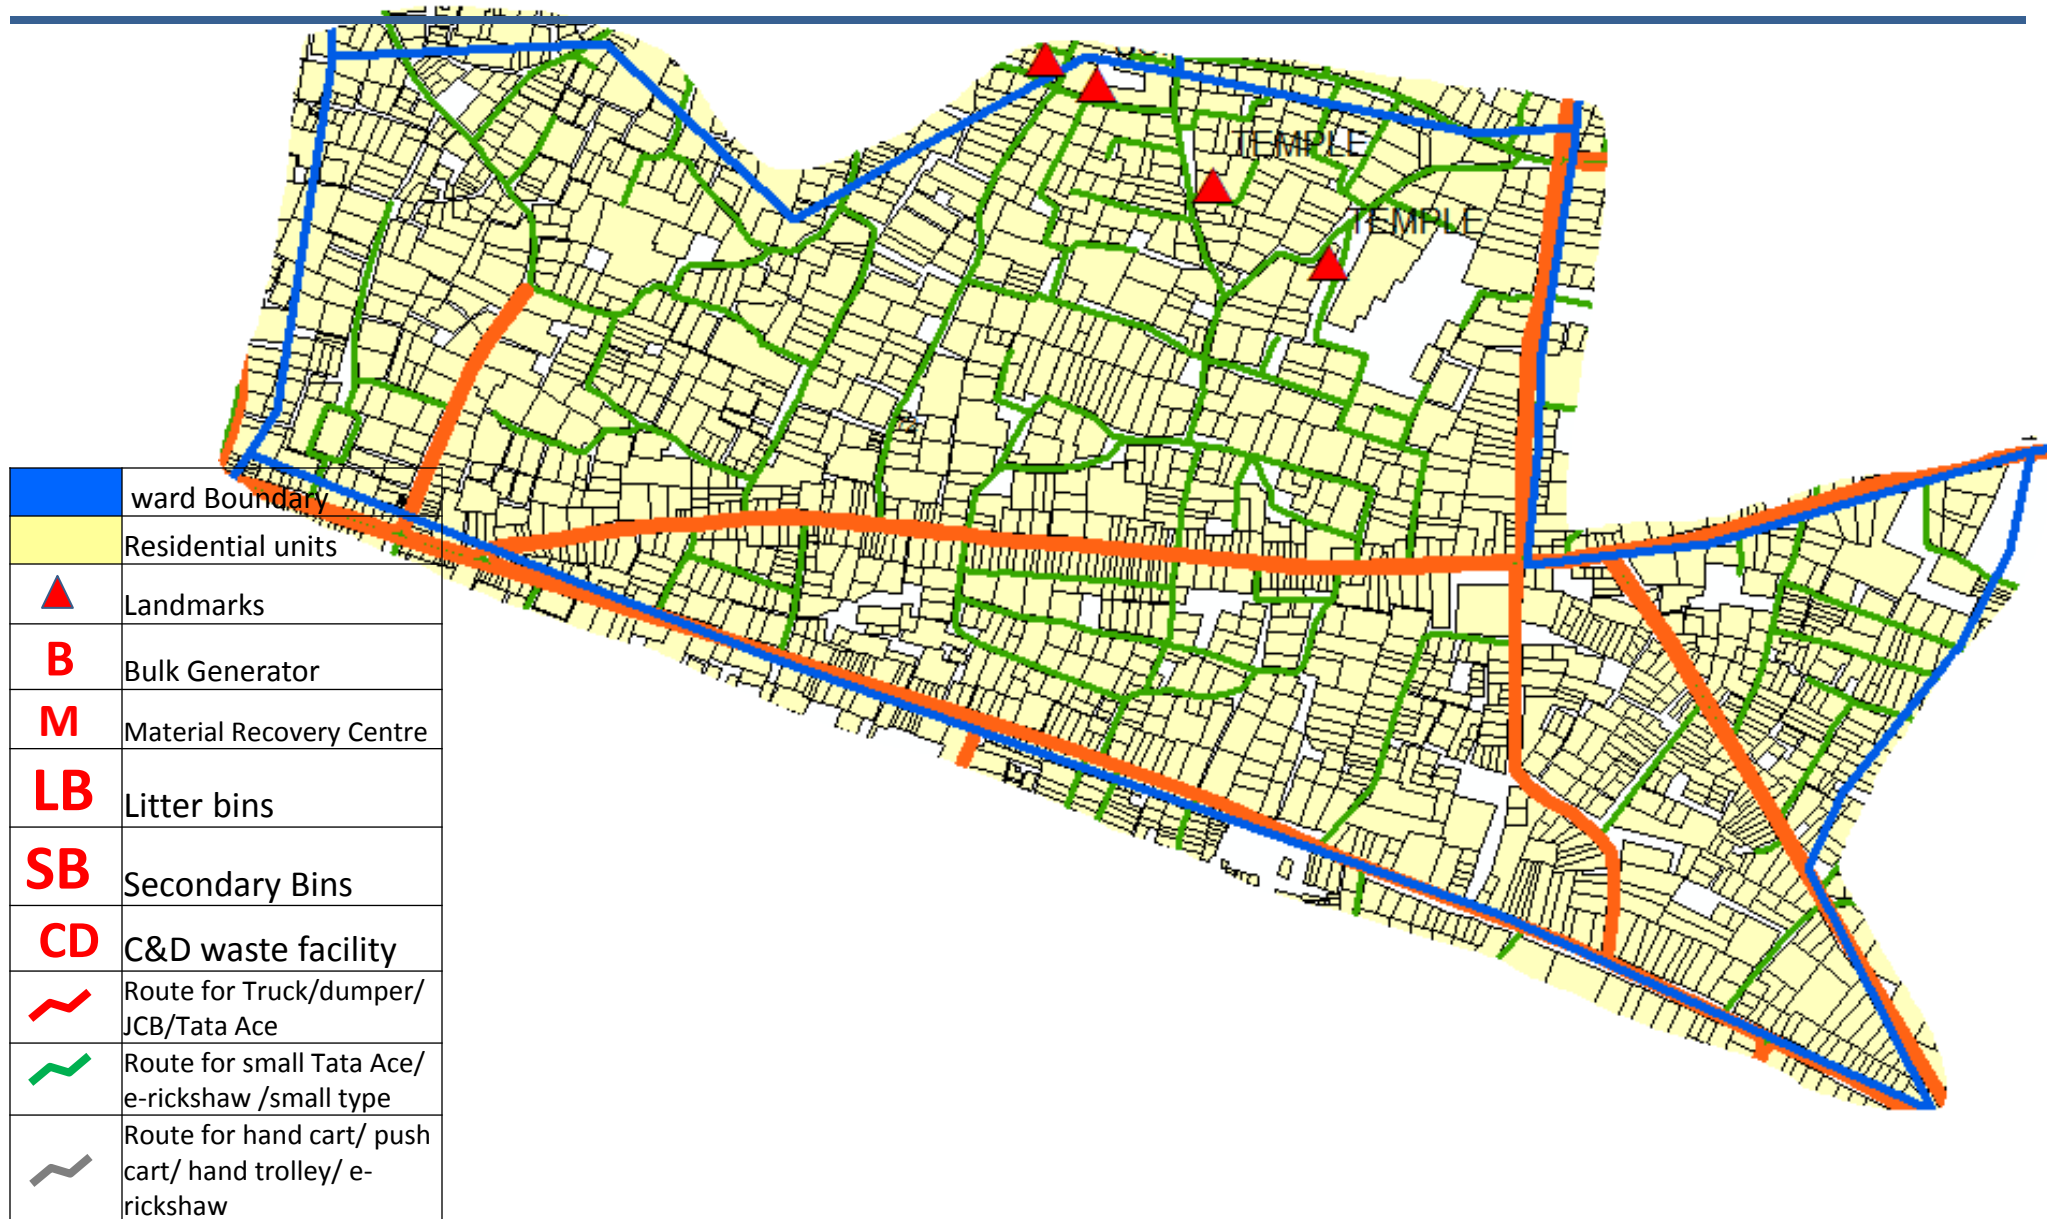 TEMPLE
TEMPLE
ward Boundary
Residential units
Landmarks
B Bulk Generator
M Material Recovery Centre
LB Litter bins
SB Secondary Bins
CD C&D waste facility
Route for Truck/dumper/
JCB/Tata Ace
Route for small Tata Ace/
e-rickshaw /small type
Route for hand cart/ push
cart/ hand trolley/ e-
rickshaw